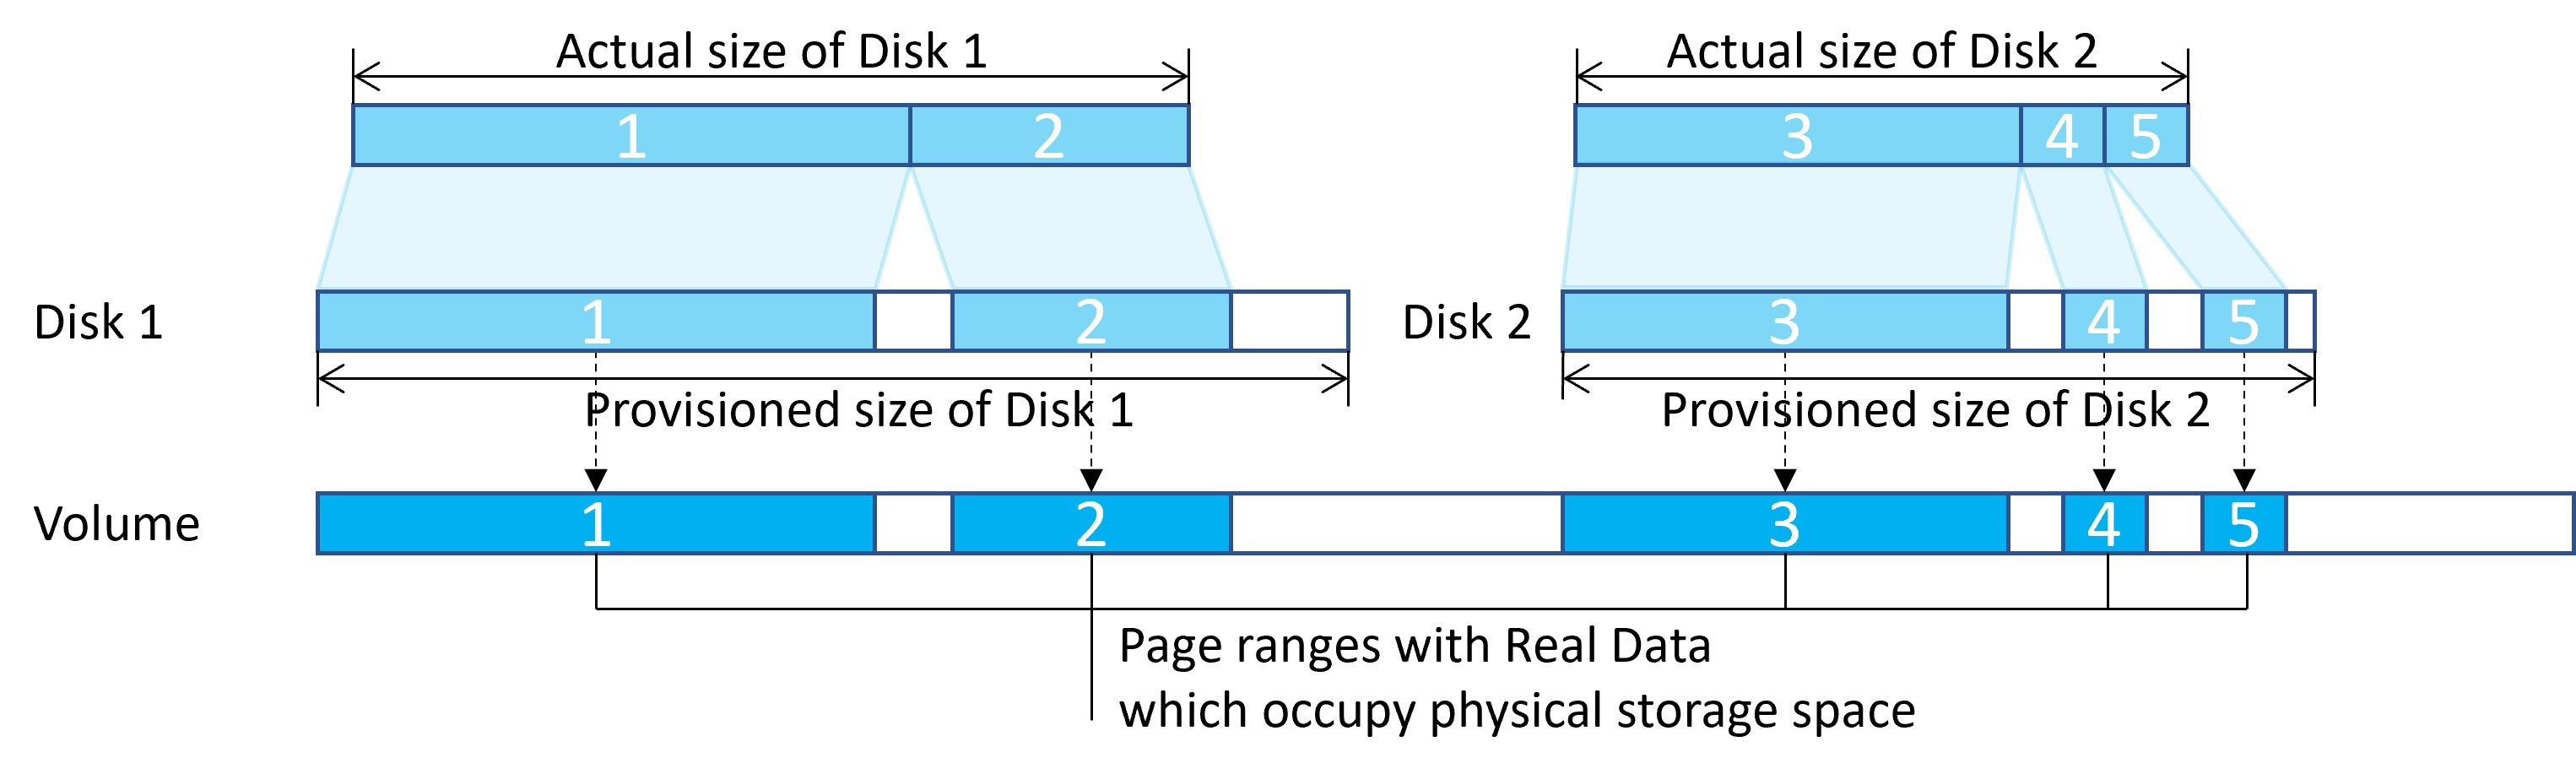 Actual size of Disk 1
Actual size of Disk 2
1 2
3 4 5
Disk 1
1 2
Disk 2
3 4 5
Provisioned size of Disk 1
Provisioned size of Disk 2
Volume
1 2 3 4 5
Page ranges with Real Data
which occupy physical storage space